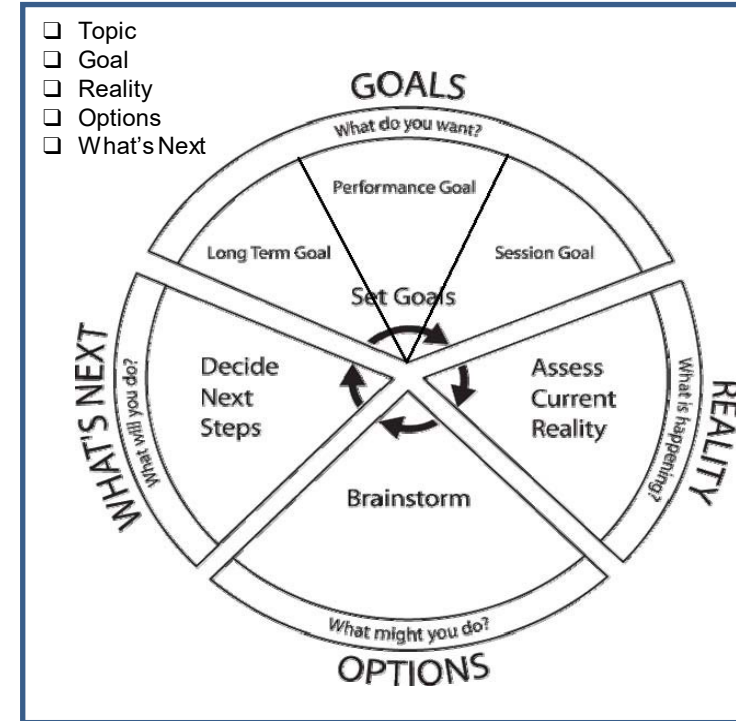 ❑ Topic
❑ Goal
❑ Reality
❑ Options
❑ What's Next
GOALS
What do you want?
Performance Goal
Long Term Goal
Session Goal
Set Goals
WHAT'S NEXT
What will you do?
Decide
Next
Steps
Assess
Current
Reality
What is happening?
REALITY
Brainstorm
What might you do?
OPTIONS